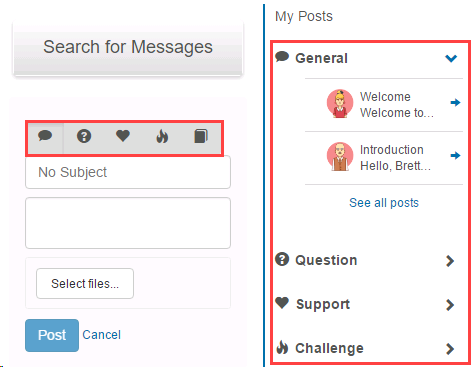 Search for Messages
No Subject
Select files...
Post Cancel
My Posts
General
Welcome
Welcome to...
Introduction
Hello, Brett...
See all posts
Question
Support
Challenge